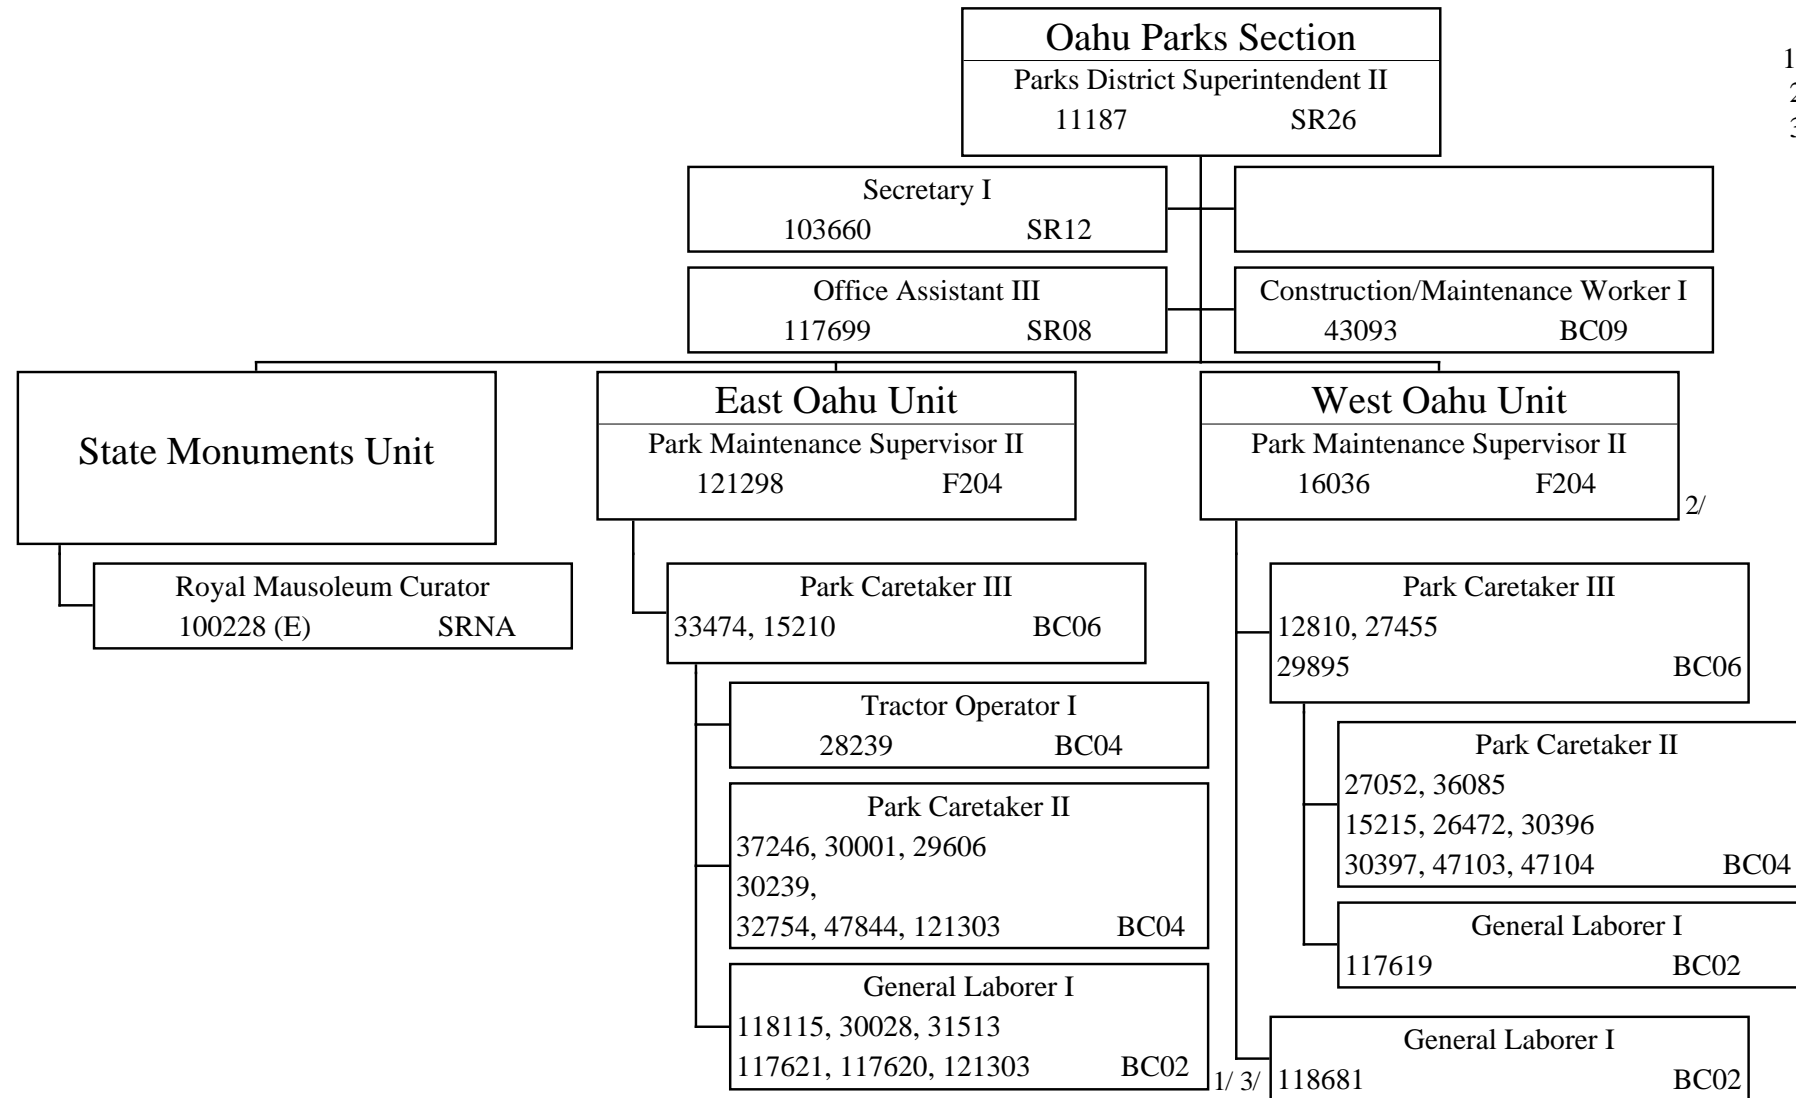 Oahu Parks Section
Parks District Superintendent II
11187 SR26
1
2
3
Secretary I
103660 SR12
Office Assistant III
117699 SR08
Construction/Maintenance Worker I
43093 BC09
State Monuments Unit
Royal Mausoleum Curator
100228 (E) SRNA
East Oahu Unit
Park Maintenance Supervisor II
121298 F204
Park Caretaker III
33474, 15210 BC06
Tractor Operator I
28239 BC04
Park Caretaker II
37246, 30001, 29606
30239,
32754, 47844, 121303 BC04
General Laborer I
118115, 30028, 31513
117621, 117620, 121303 BC02
1/ 3/
West Oahu Unit
Park Maintenance Supervisor II
16036 F204
2/
Park Caretaker III
12810, 27455
29895 BC06
Park Caretaker II
27052, 36085
15215, 26472, 30396
30397, 47103, 47104 BC04
General Laborer I
117619 BC02
General Laborer I
118681 BC02